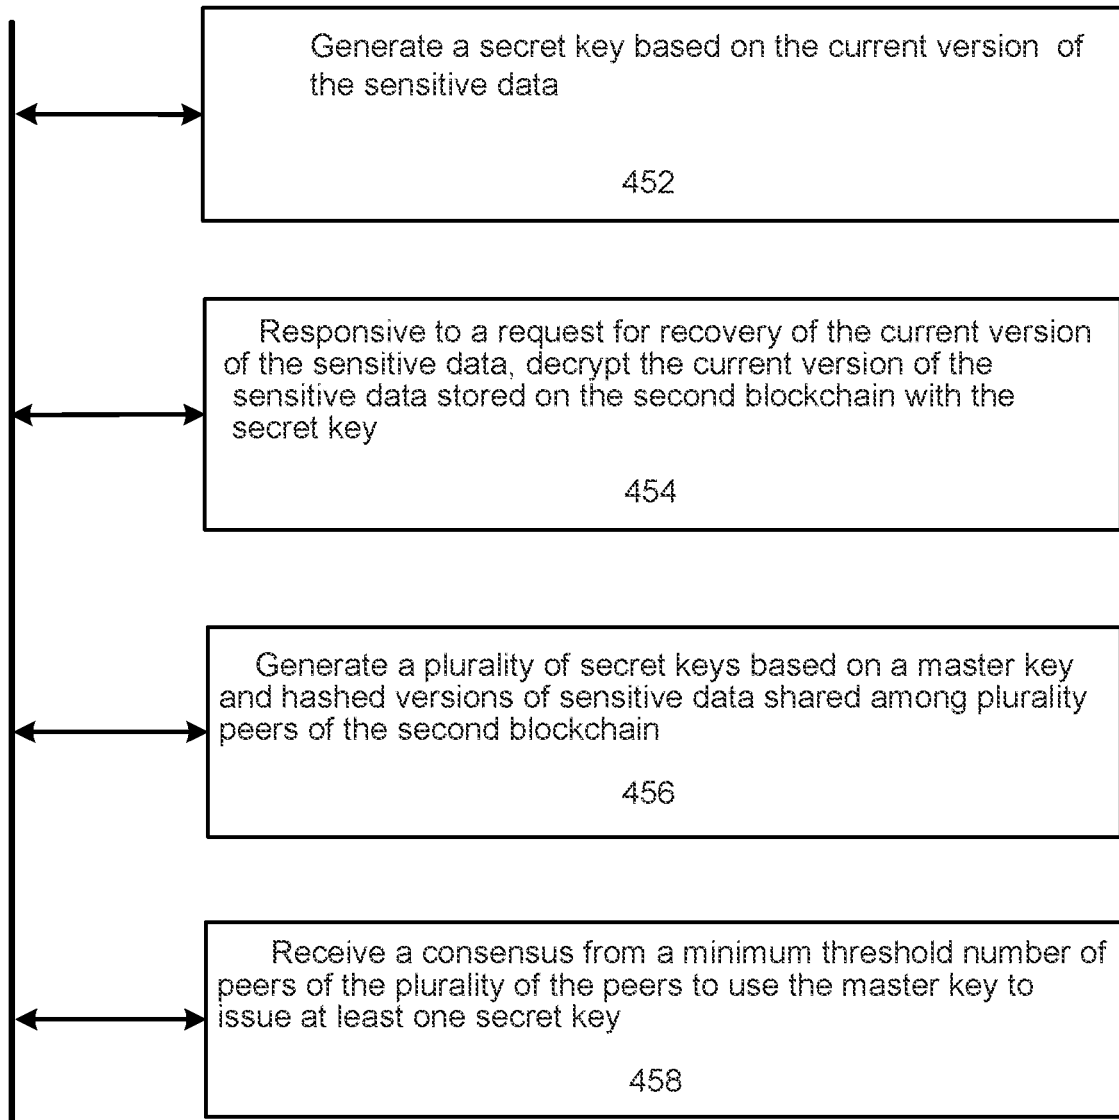 Generate a secret key based on the current version of
the sensitive data
452
Responsive to a request for recovery of the current version
of the sensitive data, decrypt the current version of the
sensitive data stored on the second blockchain with the
secret key
454
Generate a plurality of secret keys based on a master key
and hashed versions of sensitive data shared among plurality
peers of the second blockchain
456
Receive a consensus from a minimum threshold number of
peers of the plurality of the peers to use the master key to
issue at least one secret key
458